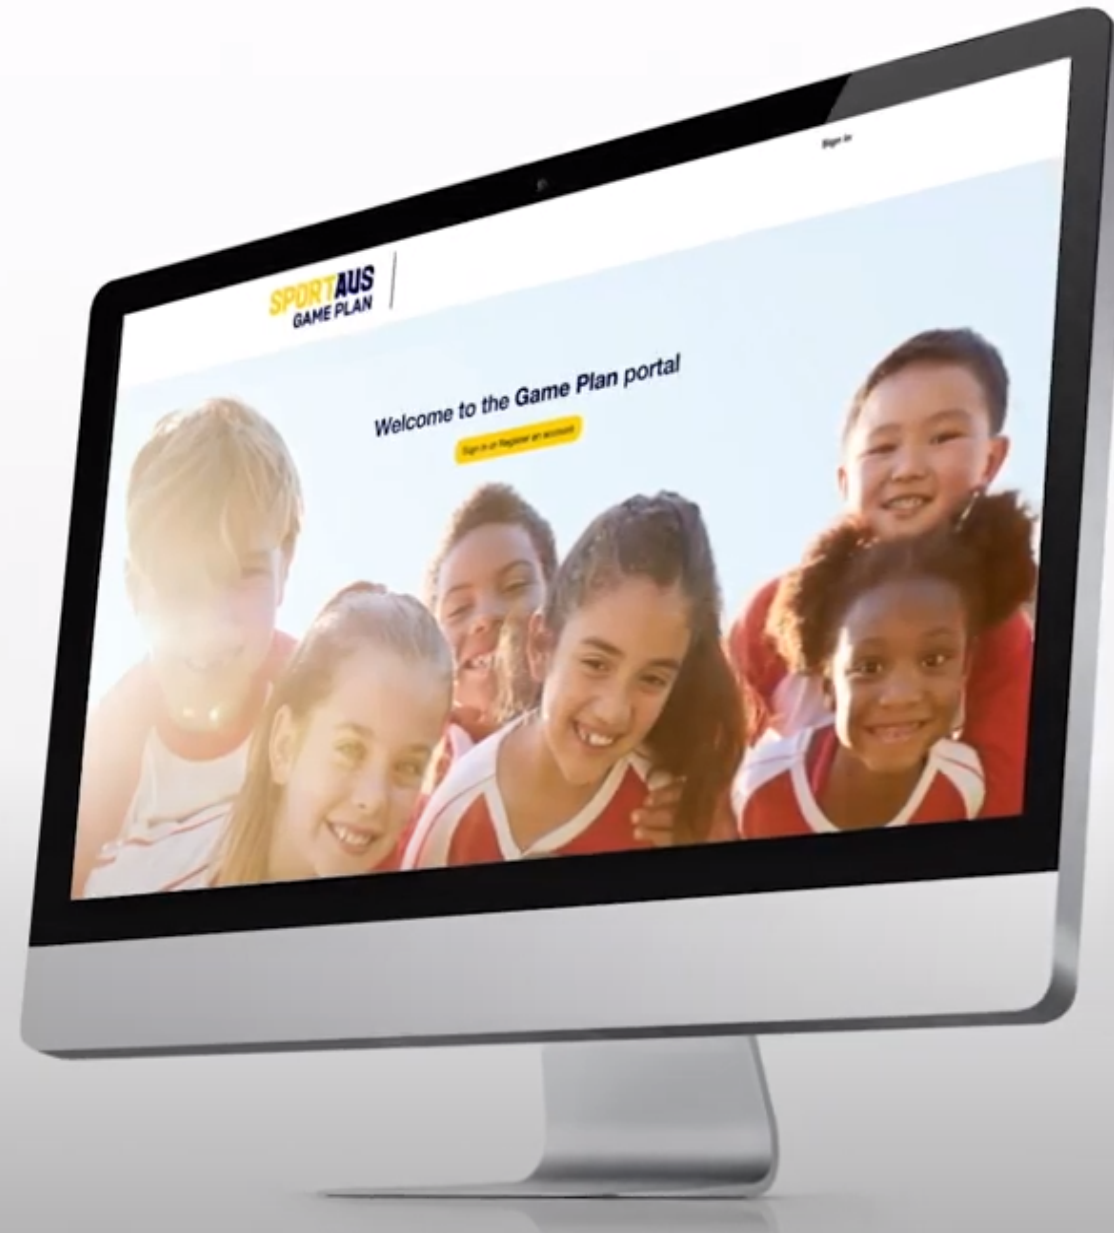 Sign in
SPORTAUS
GAME PLAN
Welcome to the Game Plan portal
Sign in or Register an account